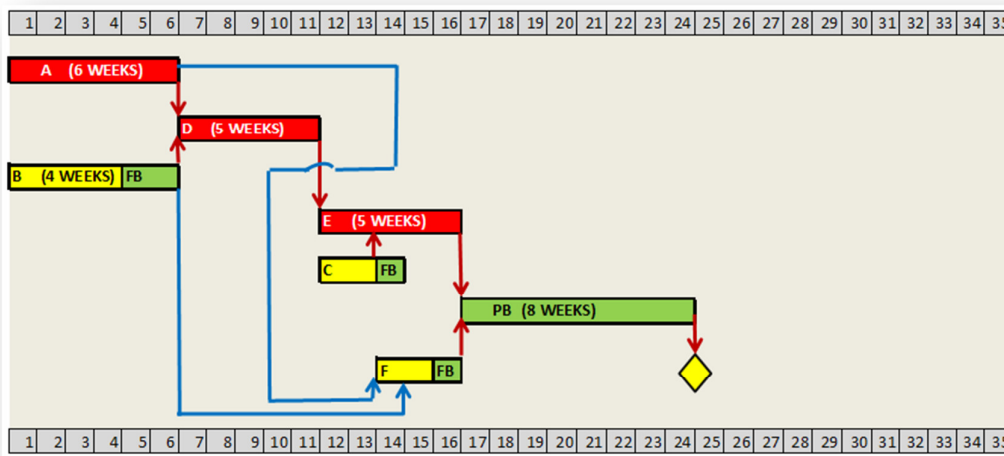 1 2 3 4 5 6 7 8 9 10 11 12 13 14 15 16 17 18 19 20 21 22 23 24 25 26 27 28 29 30 31 32 33 34 35
A (6 WEEKS)
D (5 WEEKS)
B (4 WEEKS) FB
E (5 WEEKS)
C FB
PB (8 WEEKS)
F FB
1 2 3 4 5 6 7 8 9 10 11 12 13 14 15 16 17 18 19 20 21 22 23 24 25 26 27 28 29 30 31 32 33 34 35